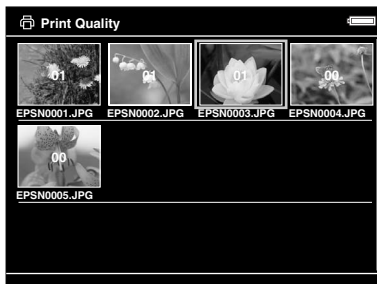 Print Quality
01 01 01 00
EPSN0001.JPG EPSN0002.JPG EPSN0003.JPG EPSN0004.JPG
00
EPSN0005.JPG